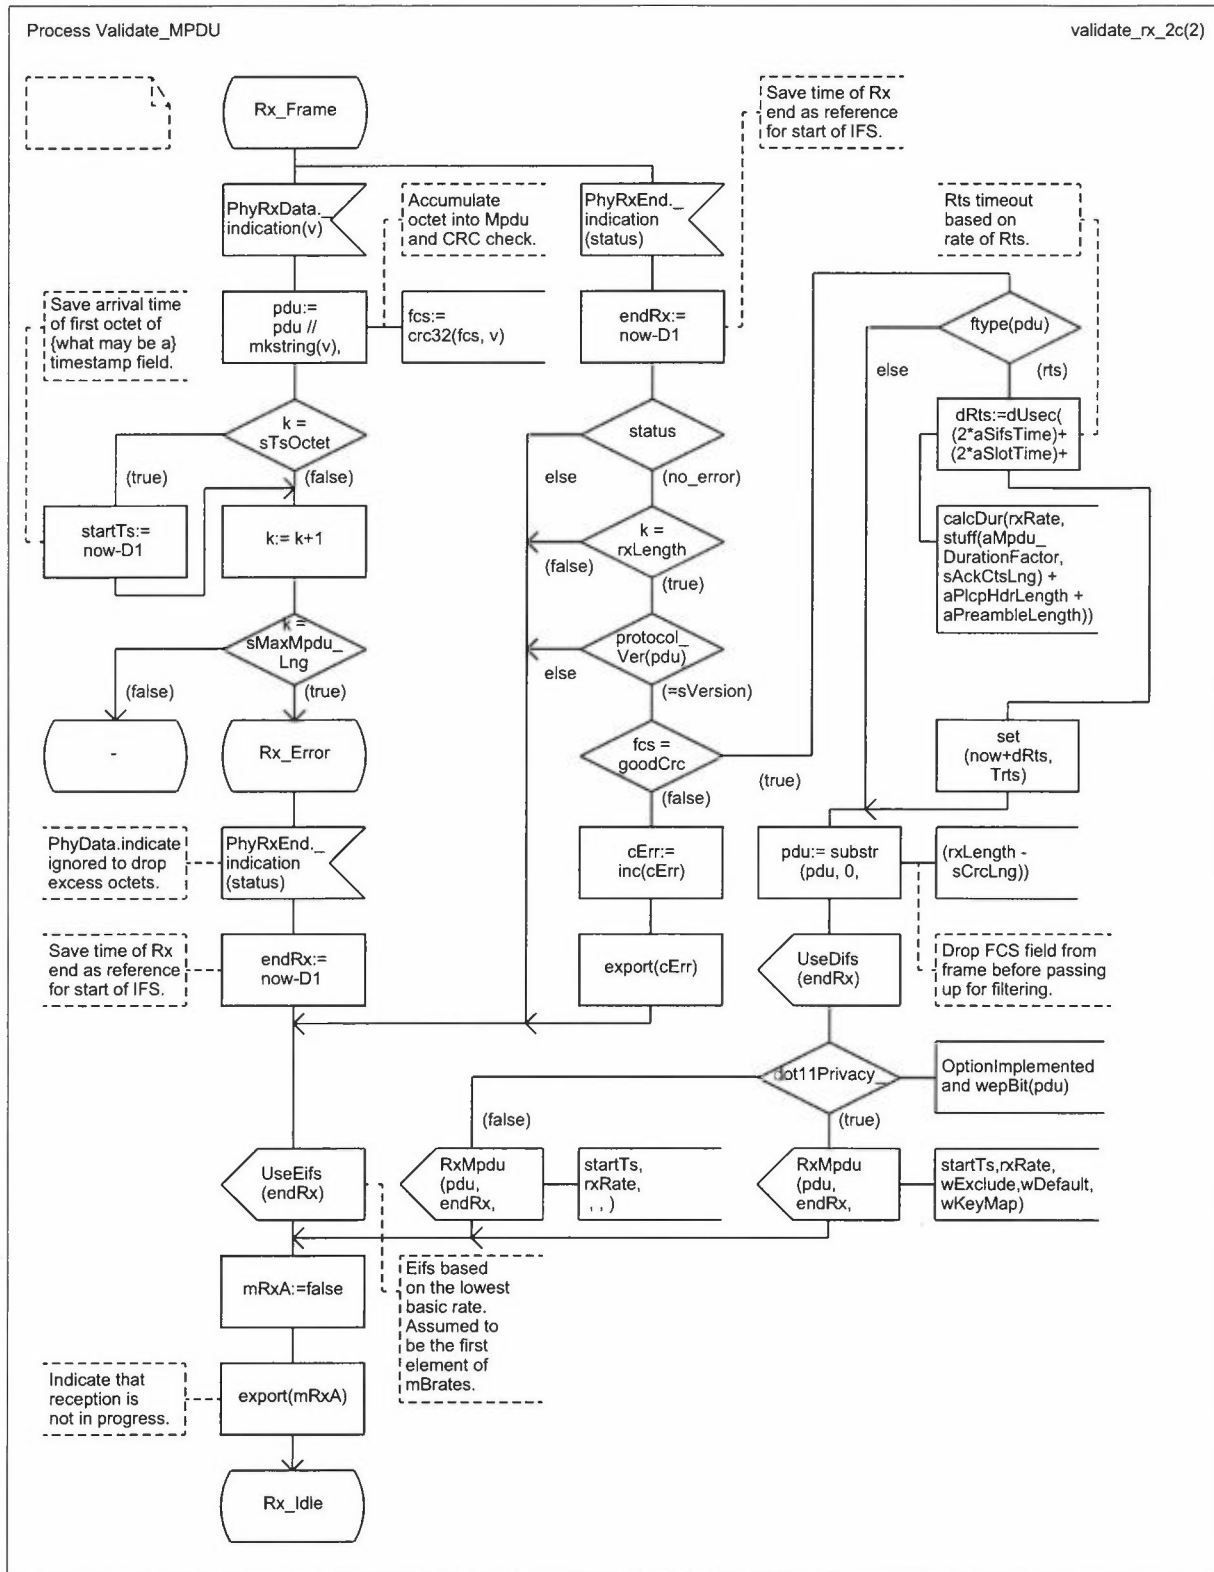 Process Validate_MPDU
validate_rx_2c(2)
Rx_Frame
Save time of Rx
end as reference
for start of IFS.
PhyRxData._
indication(v)
Accumulate
octet into Mpdu
and CRC check.
PhyRxEnd._
indication
(status)
Rts timeout
based on
rate of Rts.
Save arrival time
of first octet of
{what may be a}
timestamp field.
pdu:=
pdu //
mkstring(v),
fcs:=
crc32(fcs, v)
endRx:=
now-D1
ftype(pdu)
else
(rts)
k =
sTsOctet
(true)
(false)
status
else
(no_error)
dRts:=dUsec(
(2*aSifsTime)+
(2*aSlotTime)+
startTs:=
now-D1
k:= k+1
k =
rxLength
(false)
(true)
calcDur(rxRate,
stuff(aMpdu_
DurationFactor,
sAckCtsLng) +
aPlcpHdrLength +
aPreambleLength))
k =
sMaxMpdu_
Lng
(false)
(true)
protocol_
Ver(pdu)
else
(=sVersion)
-
Rx_Error
fcs =
goodCrc
(true)
(false)
set
(now+dRts,
Trts)
PhyData.indicate
ignored to drop
excess octets.
PhyRxEnd._
indication
(status)
cErr:=
inc(cErr)
pdu:= substr
(pdu, 0,
(rxLength -
sCrcLng))
Save time of Rx
end as reference
for start of IFS.
endRx:=
now-D1
export(cErr)
UseDifs
(endRx)
Drop FCS field from
frame before passing
up for filtering.
dot11Privacy_
OptionImplemented
and wepBit(pdu)
(false)
(true)
UseEifs
(endRx)
RxMpdu
(pdu,
endRx,
startTs,
rxRate,
, , )
RxMpdu
(pdu,
endRx,
startTs,rxRate,
wExclude,wDefault,
wKeyMap)
mRxA:=false
Eifs based
on the lowest
basic rate.
Assumed to
be the first
element of
mBrates.
Indicate that
reception is
not in progress.
export(mRxA)
Rx_Idle